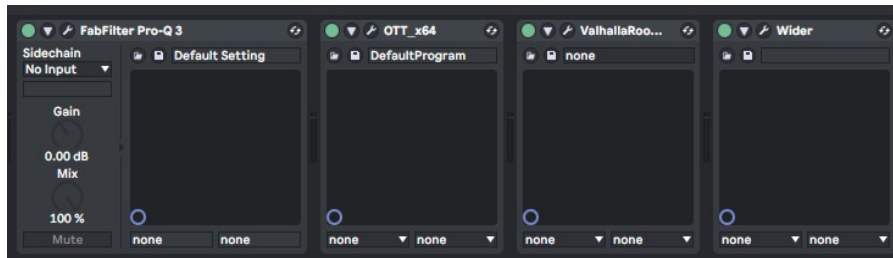 FabFilter Pro-Q 3
Sidechain
No Input
Default Setting
Gain
0.00 dB
Mix
100 %
Mute
none none
OTT_x64
DefaultProgram
none none
ValhallaRoo...
none
none none
Wider
none none